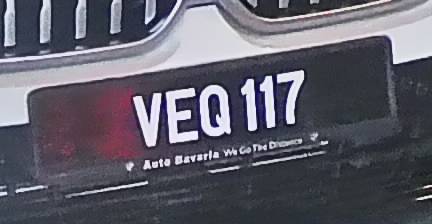 VEQ 117
Auto Bavaria We Go The Distance